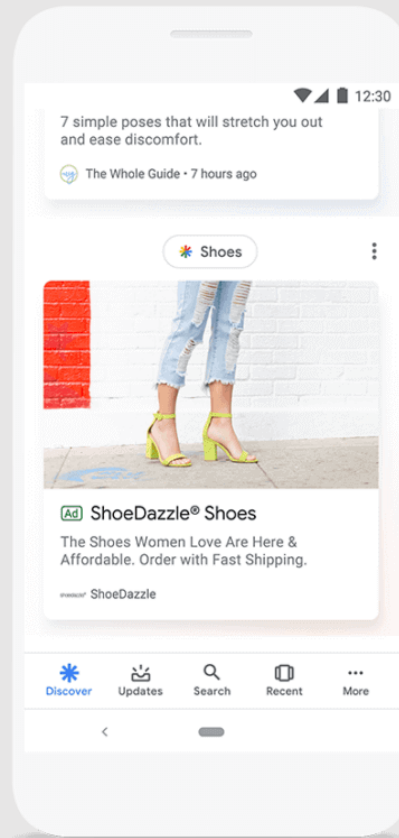 12:30
7 simple poses that will stretch you out
and ease discomfort.
The Whole Guide • 7 hours ago
Shoes
Ad ShoeDazzle® Shoes
The Shoes Women Love Are Here &
Affordable. Order with Fast Shipping.
ShoeDazzle
Discover Updates Search Recent More